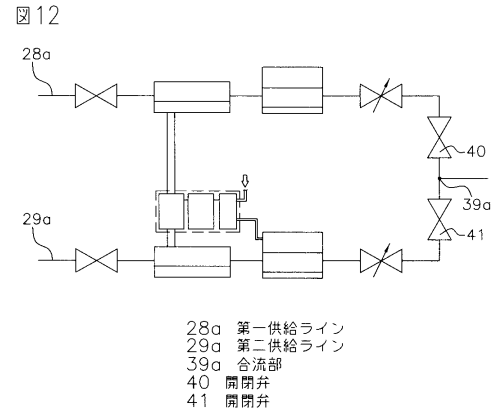 図12
28a
40
39a
29a
41
28a 第一供給ライン
29a 第二供給ライン
39a 合流部
40 開閉弁
41 開閉弁